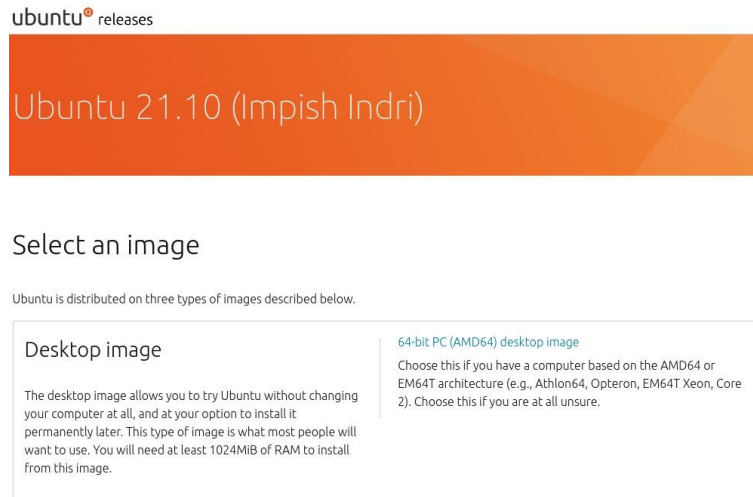 ubuntu releases
Ubuntu 21.10 (Impish Indri)
Select an image
Ubuntu is distributed on three types of images described below.
Desktop image
The desktop image allows you to try Ubuntu without changing
your computer at all, and at your option to install it
permanently later. This type of image is what most people will
want to use. You will need at least 1024MiB of RAM to install
from this image.
64-bit PC (AMD64) desktop image
Choose this if you have a computer based on the AMD64 or
EM64T architecture (e.g., Athlon64, Opteron, EM64T Xeon, Core
2). Choose this if you are at all unsure.